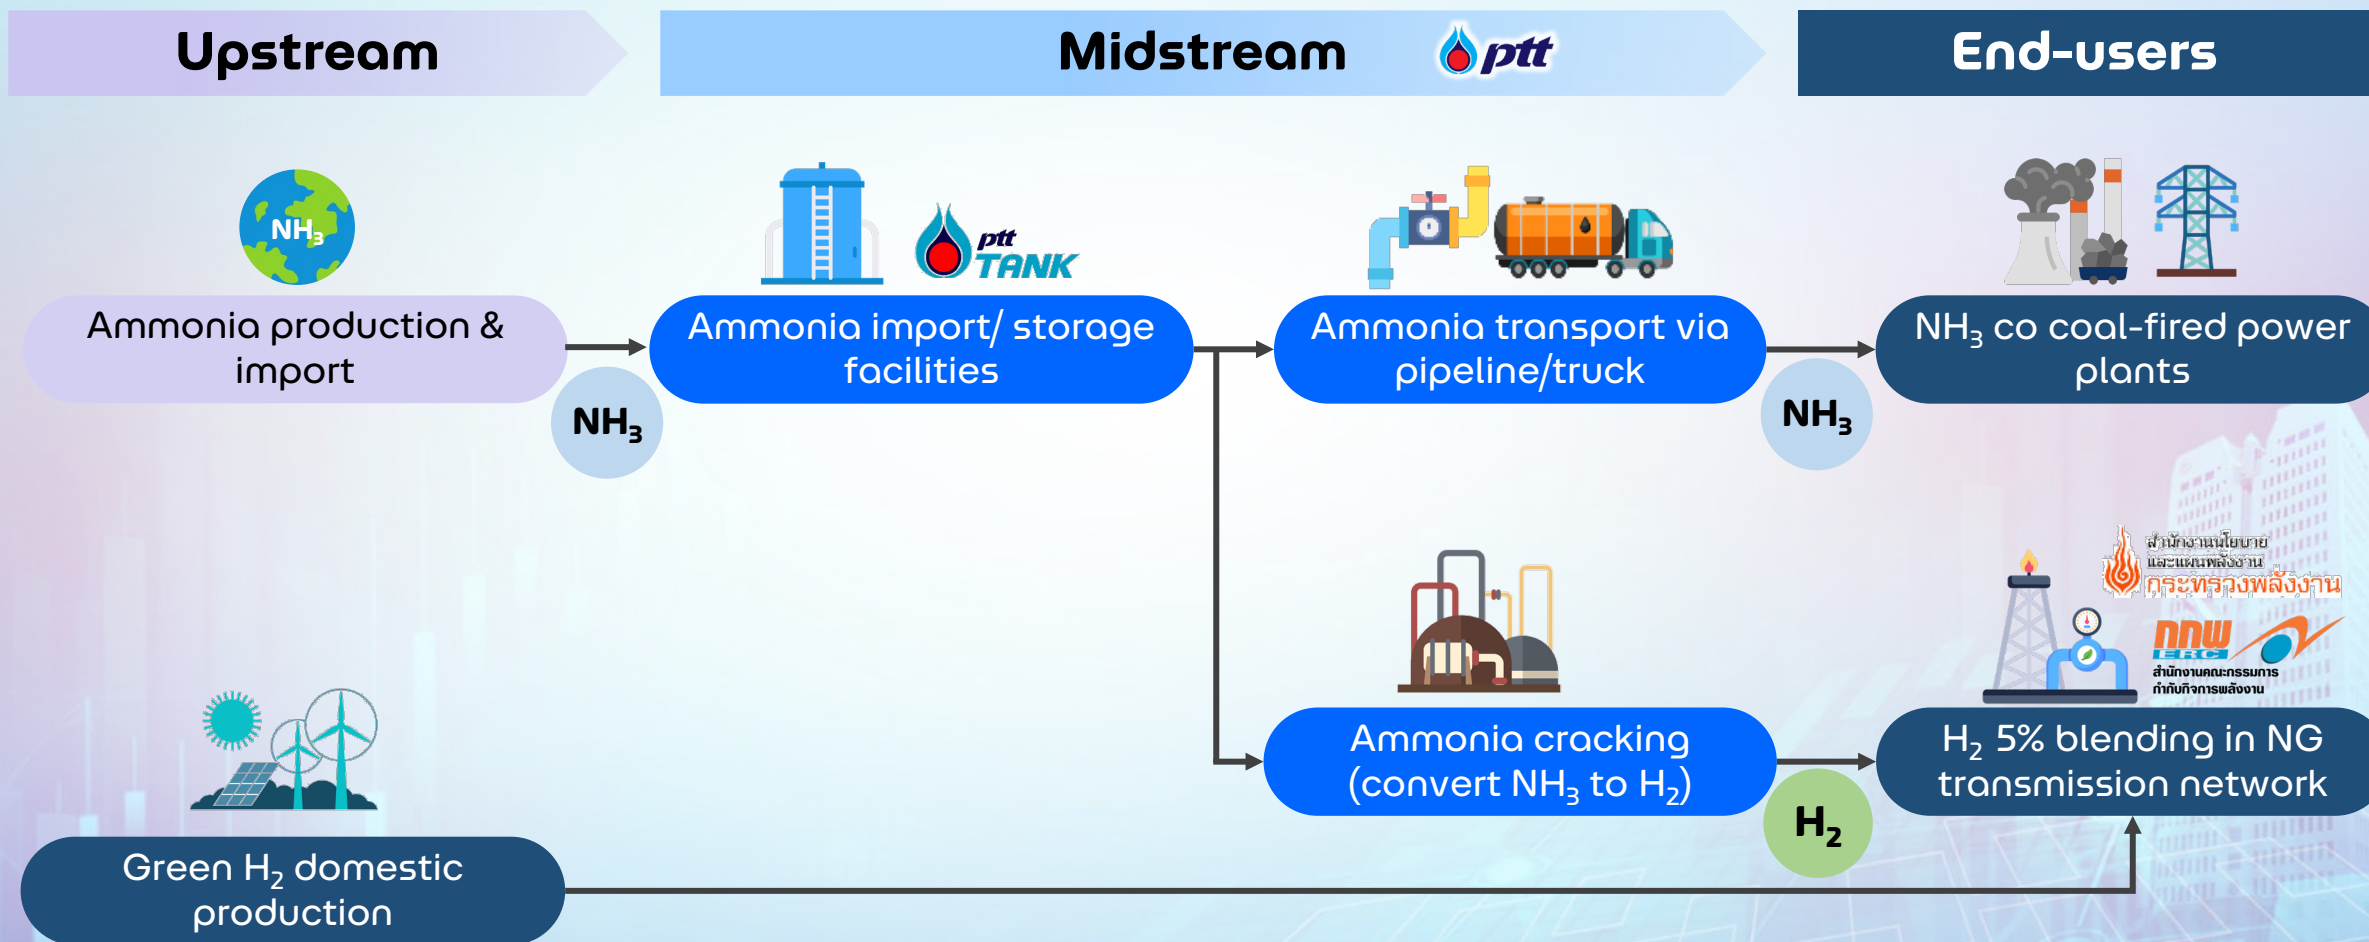 Upstream
Midstream
ptt
End-users
NH₃
ptt
TANK
Ammonia production &
import
NH₃
Ammonia import/ storage
facilities
Ammonia transport via
pipeline/truck
NH₃
NH₃ co coal-fired power
plants
สำนักงานนโยบาย
และแผนพลังงาน
กระทรวงพลังงาน
กกพ
ERC
สำนักงานคณะกรรมการ
กำกับกิจการพลังงาน
Ammonia cracking
(convert NH₃ to H₂)
H₂
H₂ 5% blending in NG
transmission network
Green H₂ domestic
production